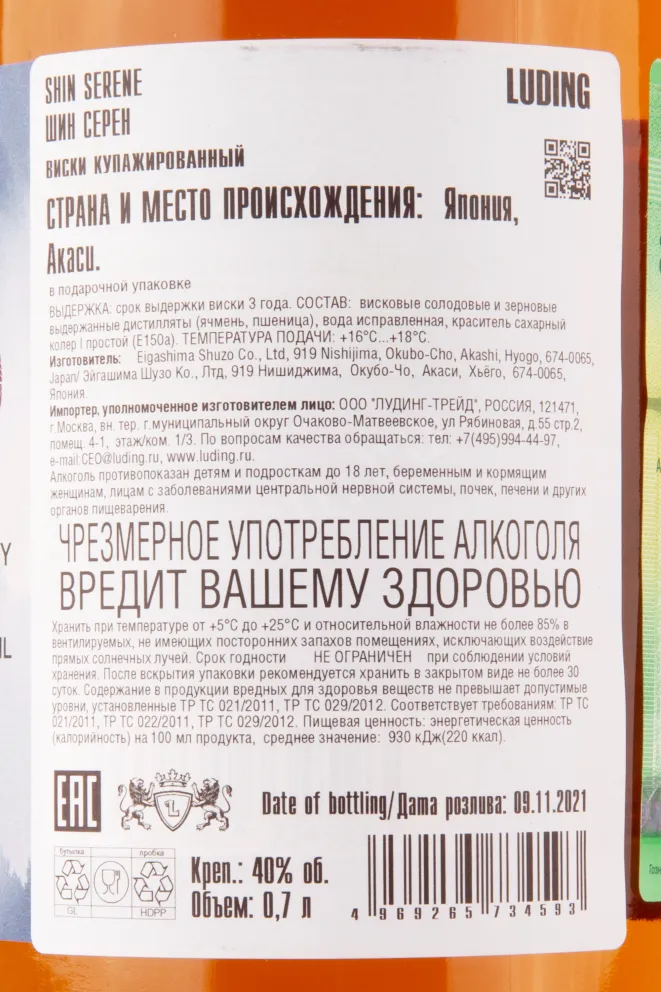 SHIN SERENE
LUDING
ШИН СЕРЕН
ВИСКИ КУПАЖИРОВАННЫЙ
СТРАНА И МЕСТО ПРОИСХОЖДЕНИЯ: Япония,
Акаси.
в подарочной упаковке
ВЫДЕРЖКА: срок выдержки виски 3 года. СОСТАВ: висковые солодовые и зерновые
выдержанные дистилляты (ячмень, пшеница), вода исправленная, краситель сахарный
колер I простой (E150a). ТЕМПЕРАТУРА ПОДАЧИ: +16°С...+18°С.
Изготовитель: Eigashima Shuzo Co., Ltd, 919 Nishijima, Okubo-Cho, Akashi, Hyogo, 674-0065,
Japan/ Эйгашима Шузо Ко., Лтд, 919 Нишиджима, Окубо-Чо, Акаси, Хьёго, 674-0065,
Япония.
Импортер, уполномоченное изготовителем лицо: ООО "ЛУДИНГ-ТРЕЙД", РОССИЯ, 121471,
г.Москва, вн. тер. г.муниципальный округ Очаково-Матвеевское, ул Рябиновая, д.55 стр.2,
помещ. 4-1, этаж/ком. 1/3. По вопросам качества обращаться: тел: +7(495)994-44-97,
e-mail:CEO@luding.ru, www.luding.ru.
Алкоголь противопоказан детям и подросткам до 18 лет, беременным и кормящим
женщинам, лицам с заболеваниями центральной нервной системы, почек, печени и других
органов пищеварения.
ЧРЕЗМЕРНОЕ УПОТРЕБЛЕНИЕ АЛКОГОЛЯ
ВРЕДИТ ВАШЕМУ ЗДОРОВЬЮ
Хранить при температуре от +5°С до +25°С и относительной влажности не более 85% в
вентилируемых, не имеющих посторонних запахов помещениях, исключающих воздействие
прямых солнечных лучей. Срок годности НЕ ОГРАНИЧЕН при соблюдении условий
хранения. После вскрытия упаковки рекомендуется хранить в закрытом виде не более 30
суток. Содержание в продукции вредных для здоровья веществ не превышает допустимые
уровни, установленные ТР ТС 021/2011, ТР ТС 029/2012. Соответствует требованиям: ТР ТС
021/2011, ТР ТС 022/2011, ТР ТС 029/2012. Пищевая ценность: энергетическая ценность
(калорийность) на 100 мл продукта, среднее значение: 930 кДж(220 ккал).
EAC
L
Date of bottling/Дата розлива: 09.11.2021
бутылка пробка
GL HDPP
Креп.: 40% об.
Объем: 0,7 л
4 969265 734593